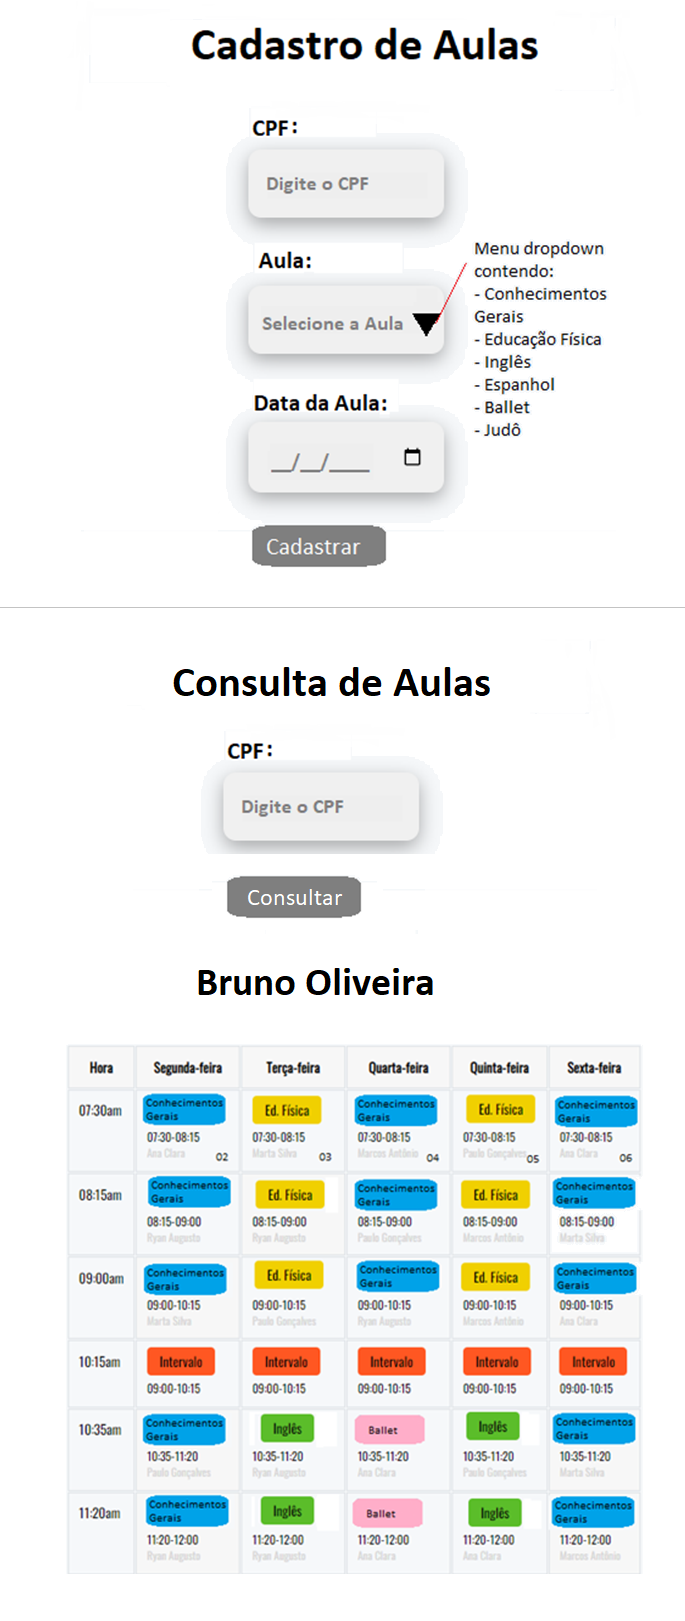 Cadastro de Aulas
CPF:
Digite o CPF
Aula:
Selecione a Aula
Menu dropdown
contendo:
- Conhecimentos
Gerais
- Educação Física
- Inglês
- Espanhol
- Ballet
- Judô
Data da Aula:
__/__/____
Cadastrar
Consulta de Aulas
CPF:
Digite o CPF
Consultar
Bruno Oliveira
Hora Segunda-feira Terça-feira Quarta-feira Quinta-feira Sexta-feira
07:30am
Conhecimentos
Gerais
07:30-08:15
Ana Clara 02
Ed. Física
07:30-08:15
Marta Silva 03
Conhecimentos
Gerais
07:30-08:15
Marcos Antônio 04
Ed. Física
07:30-08:15
Paulo Gonçalves 05
Conhecimentos
Gerais
07:30-08:15
Ana Clara 06
08:15am
Conhecimentos
Gerais
08:15-09:00
Ryan Augusto
Ed. Física
08:15-09:00
Ryan Augusto
Conhecimentos
Gerais
08:15-09:00
Paulo Gonçalves
Ed. Física
08:15-09:00
Marcos Antônio
Conhecimentos
Gerais
08:15-09:00
Marta Silva
09:00am
Conhecimentos
Gerais
09:00-10:15
Marta Silva
Ed. Física
09:00-10:15
Paulo Gonçalves
Conhecimentos
Gerais
09:00-10:15
Ryan Augusto
Ed. Física
09:00-10:15
Marcos Antônio
Conhecimentos
Gerais
09:00-10:15
Ana Clara
10:15am
Intervalo
09:00-10:15
Intervalo
09:00-10:15
Intervalo
09:00-10:15
Intervalo
09:00-10:15
Intervalo
09:00-10:15
10:35am
Conhecimentos
Gerais
10:35-11:20
Paulo Gonçalves
Inglês
10:35-11:20
Ryan Augusto
Ballet
10:35-11:20
Ana Clara
Inglês
10:35-11:20
Paulo Gonçalves
Conhecimentos
Gerais
10:35-11:20
Marta Silva
11:20am
Conhecimentos
Gerais
11:20-12:00
Ryan Augusto
Inglês
11:20-12:00
Ryan Augusto
Ballet
11:20-12:00
Ana Clara
Inglês
11:20-12:00
Ana Clara
Conhecimentos
Gerais
11:20-12:00
Marcos Antônio